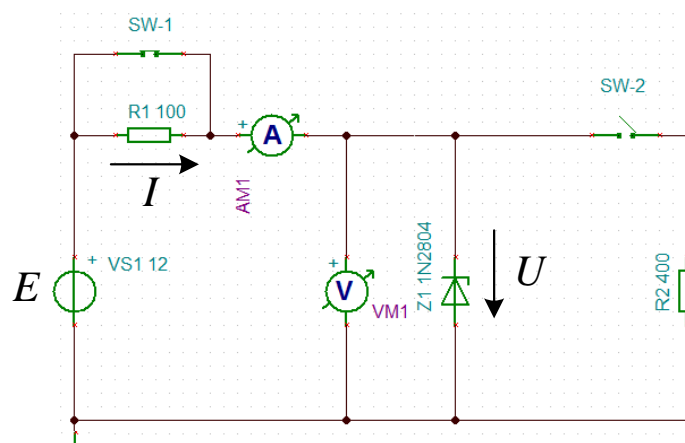 SW-1
R1 100
+
A
I
AM1
SW-2
E
+
VS1 12
+
V
VM1
Z1 1N2804
U
R2 400